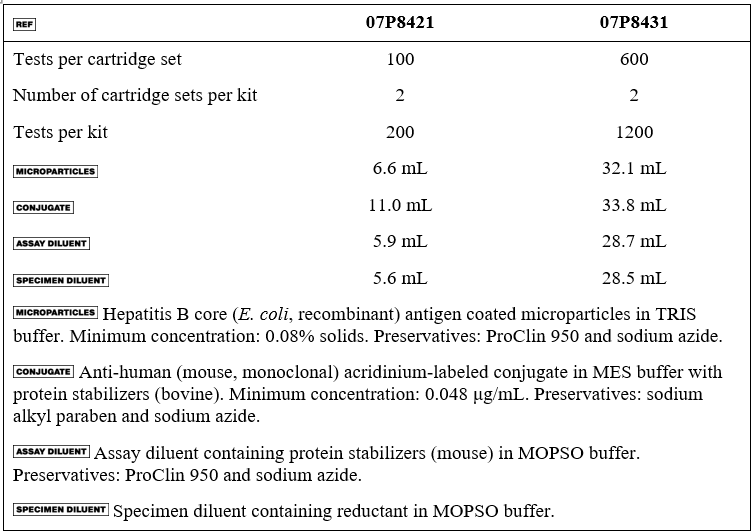 REF 07P8421 07P8431
Tests per cartridge set 100 600
Number of cartridge sets per kit 2 2
Tests per kit 200 1200
MICROPARTICLES 6.6 mL 32.1 mL
CONJUGATE 11.0 mL 33.8 mL
ASSAY DILUENT 5.9 mL 28.7 mL
SPECIMEN DILUENT 5.6 mL 28.5 mL
MICROPARTICLES Hepatitis B core (E. coli, recombinant) antigen coated microparticles in TRIS
buffer. Minimum concentration: 0.08% solids. Preservatives: ProClin 950 and sodium azide.
CONJUGATE Anti-human (mouse, monoclonal) acridinium-labeled conjugate in MES buffer with
protein stabilizers (bovine). Minimum concentration: 0.048 μg/mL. Preservatives: sodium
alkyl paraben and sodium azide.
ASSAY DILUENT Assay diluent containing protein stabilizers (mouse) in MOPSO buffer.
Preservatives: ProClin 950 and sodium azide.
SPECIMEN DILUENT Specimen diluent containing reductant in MOPSO buffer.